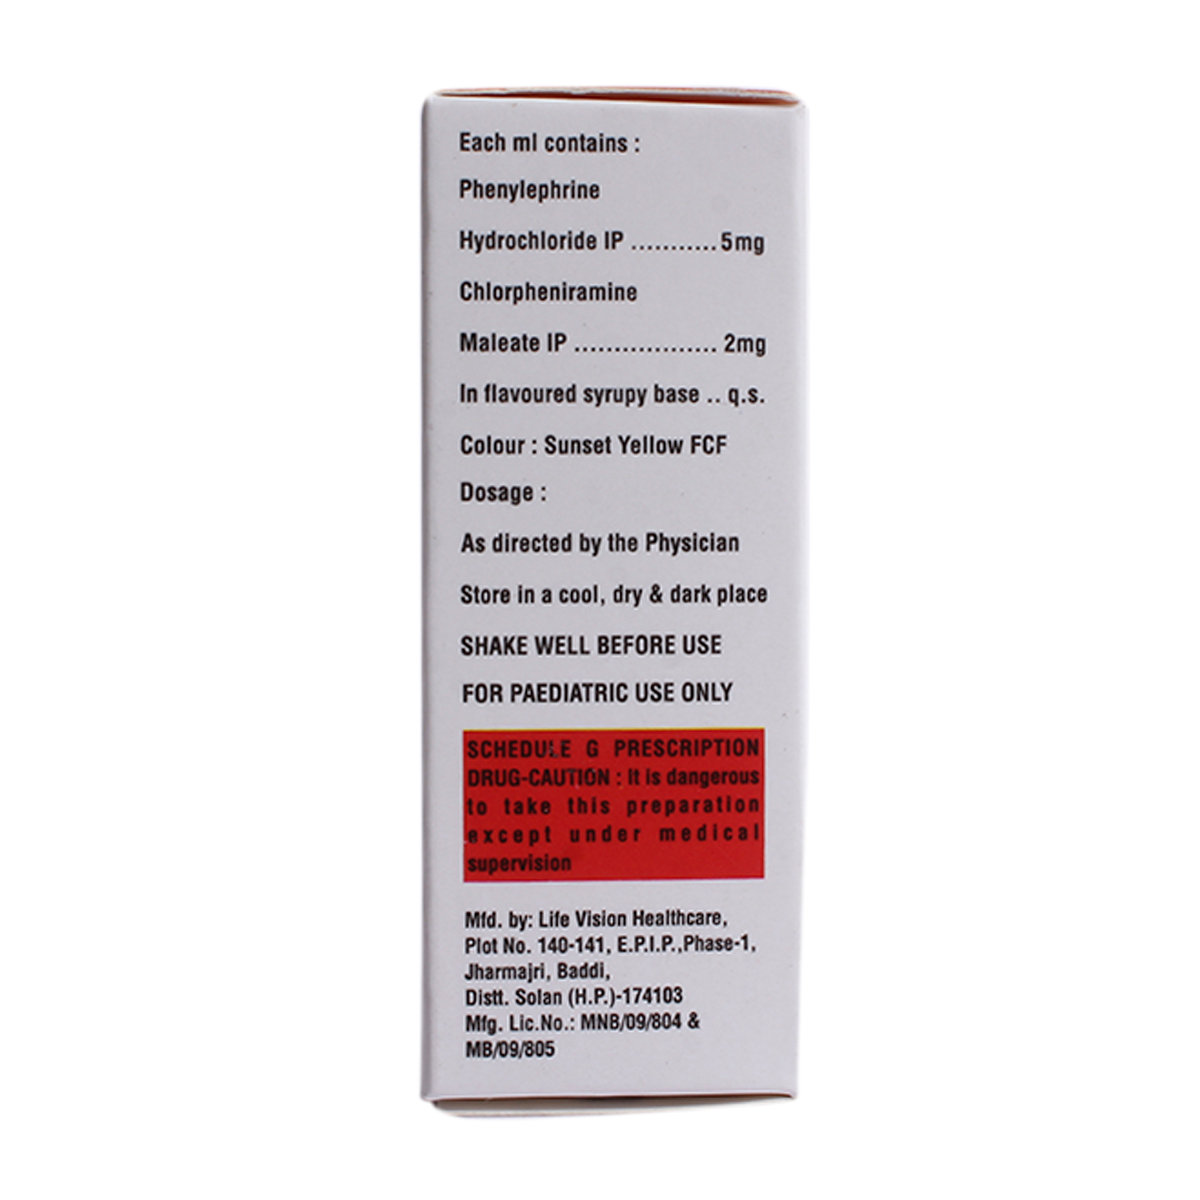 Each ml contains :
Phenylephrine
Hydrochloride IP ...........5mg
Chlorpheniramine
Maleate IP .................. 2mg
In flavoured syrupy base .. q.s.
Colour : Sunset Yellow FCF
Dosage :
As directed by the Physician
Store in a cool, dry & dark place
SHAKE WELL BEFORE USE
FOR PAEDIATRIC USE ONLY
SCHEDULE G PRESCRIPTION
DRUG-CAUTION : It is dangerous
to take this preparation
except under medical
supervision
Mfd. by: Life Vision Healthcare,
Plot No. 140-141, E.P.I.P.,Phase-1,
Jharmajri, Baddi,
Distt. Solan (H.P.)-174103
Mfg. Lic.No.: MNB/09/804 &
MB/09/805